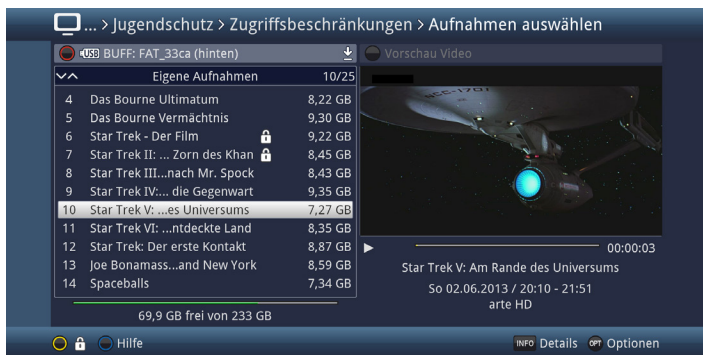 ... > Jugendschutz > Zugriffsbeschränkungen > Aufnahmen auswählen
USB BUFF: FAT_33ca (hinten)
Vorschau Video
Eigene Aufnahmen 10/25
4 Das Bourne Ultimatum 8,22 GB
5 Das Bourne Vermächtnis 9,30 GB
6 Star Trek - Der Film 9,22 GB
7 Star Trek II: ... Zorn des Khan 8,45 GB
8 Star Trek III...nach Mr. Spock 8,43 GB
9 Star Trek IV:... die Gegenwart 9,35 GB
10 Star Trek V: ...es Universums 7,27 GB
11 Star Trek VI: ...ntdeckte Land 8,35 GB
12 Star Trek: Der erste Kontakt 8,87 GB
13 Joe Bonamass...and New York 8,59 GB
14 Spaceballs 7,34 GB
69,9 GB frei von 233 GB
NCC-1701
00:00:03
Star Trek V: Am Rande des Universums
So 02.06.2013 / 20:10 - 21:51
arte HD
Hilfe
INFO Details OPT Optionen